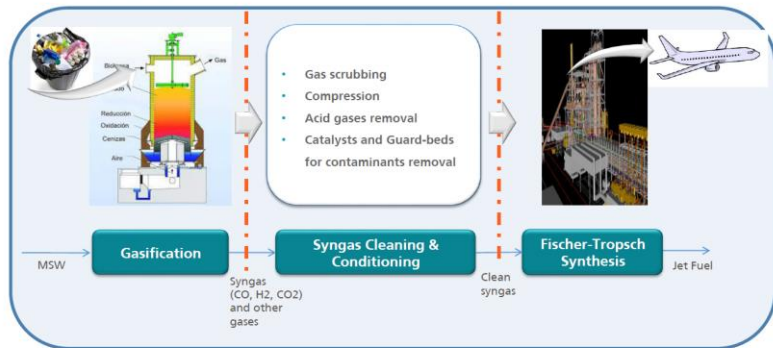 Gas
Reducción
Oxidación
Cenizas
Aire
• Gas scrubbing
• Compression
• Acid gases removal
• Catalysts and Guard-beds
for contaminants removal
MSW
Gasification
Syngas
(CO, H2, CO2)
and other
gases
Syngas Cleaning &
Conditioning
Clean
syngas
Fischer-Tropsch
Synthesis
Jet Fuel